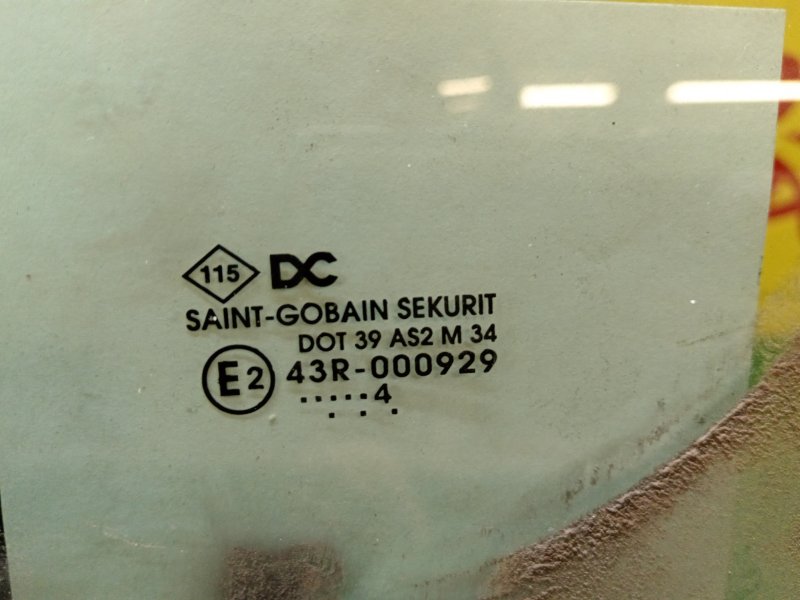 115 DC
SAINT-GOBAIN SEKURIT
DOT 39 AS2 M 34
E2 43R-000929
.....4
. . .